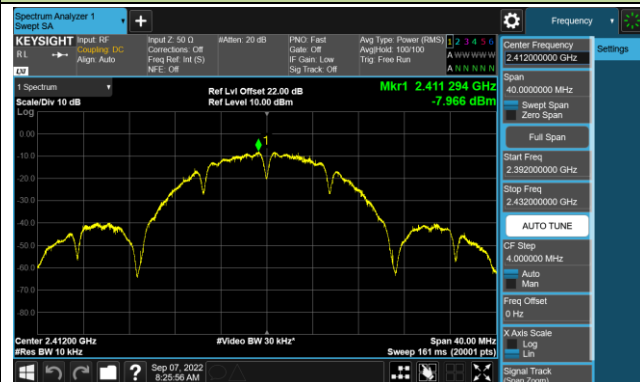 Spectrum Analyzer 1
Swept SA
Frequency
KEYSIGHT
RL
LXI
Input: RF
Coupling: DC
Align: Auto
Input Z: 50 Ω
Corrections: Off
Freq Ref: Int (S)
NFE: Off
#Atten: 20 dB
PNO: Fast
Gate: Off
IF Gain: Low
Sig Track: Off
Avg Type: Power (RMS)
Avg|Hold: 100/100
Trig: Free Run
1 2 3 4 5 6
A W W W W W
A N N N N N
1 Spectrum
Scale/Div 10 dB
Log
Ref Lvl Offset 22.00 dB
Ref Level 10.00 dBm
Mkr1 2.411 294 GHz
-7.966 dBm
1
0.00
-10.0
-20.0
-30.0
-40.0
-50.0
-60.0
-70.0
-80.0
Center 2.41200 GHz
#Res BW 10 kHz
#Video BW 30 kHz*
Span 40.00 MHz
Sweep 161 ms (20001 pts)
Sep 07, 2022
8:25:56 AM
Center Frequency
2.412000000 GHz
Span
40.0000000 MHz
Swept Span
Zero Span
Full Span
Start Freq
2.392000000 GHz
Stop Freq
2.432000000 GHz
AUTO TUNE
CF Step
4.000000 MHz
Auto
Man
Freq Offset
0 Hz
X Axis Scale
Log
Lin
Signal Track
(Span Zoom)
Settings